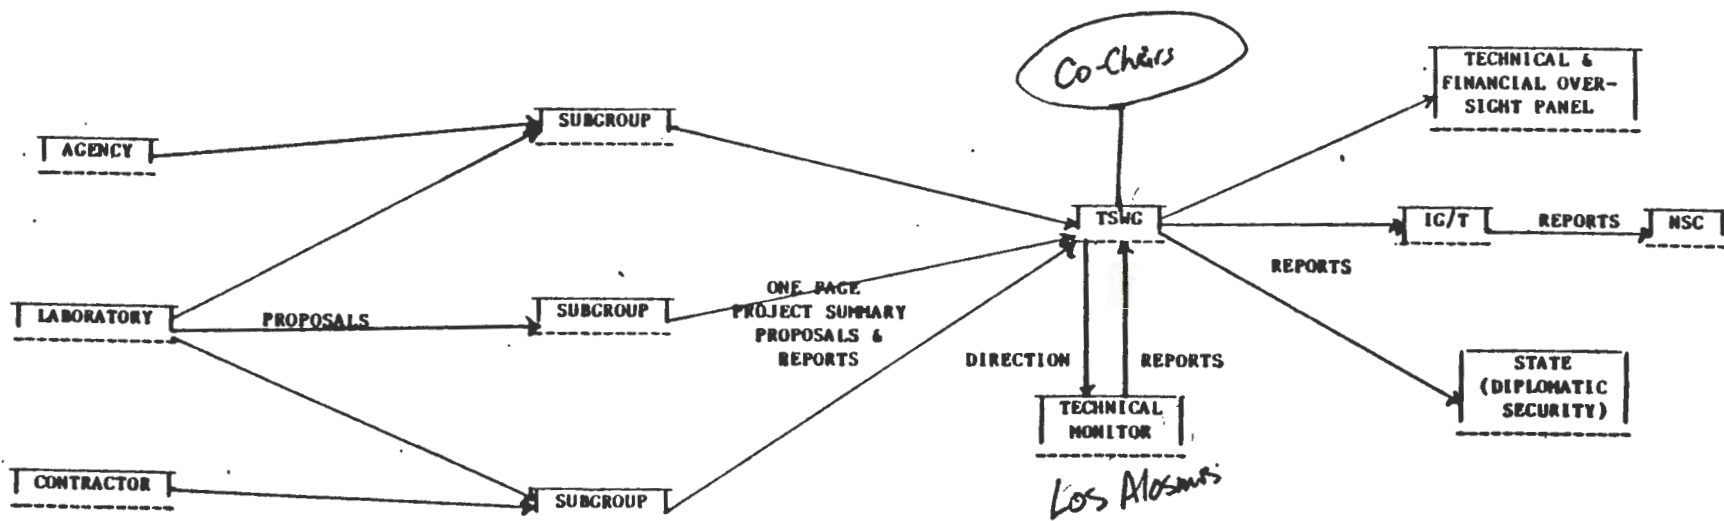 Co-Chairs
TECHNICAL &
FINANCIAL OVER-
SIGHT PANEL
SUBGROUP
AGENCY
TSWG
IG/T
REPORTS
NSC
REPORTS
ONE PAGE
PROJECT SUMMARY
PROPOSALS &
REPORTS
LABORATORY
PROPOSALS
SUBGROUP
DIRECTION
REPORTS
STATE
(DIPLOMATIC
SECURITY)
TECHNICAL
MONITOR
CONTRACTOR
SUBGROUP
Los Alosmis